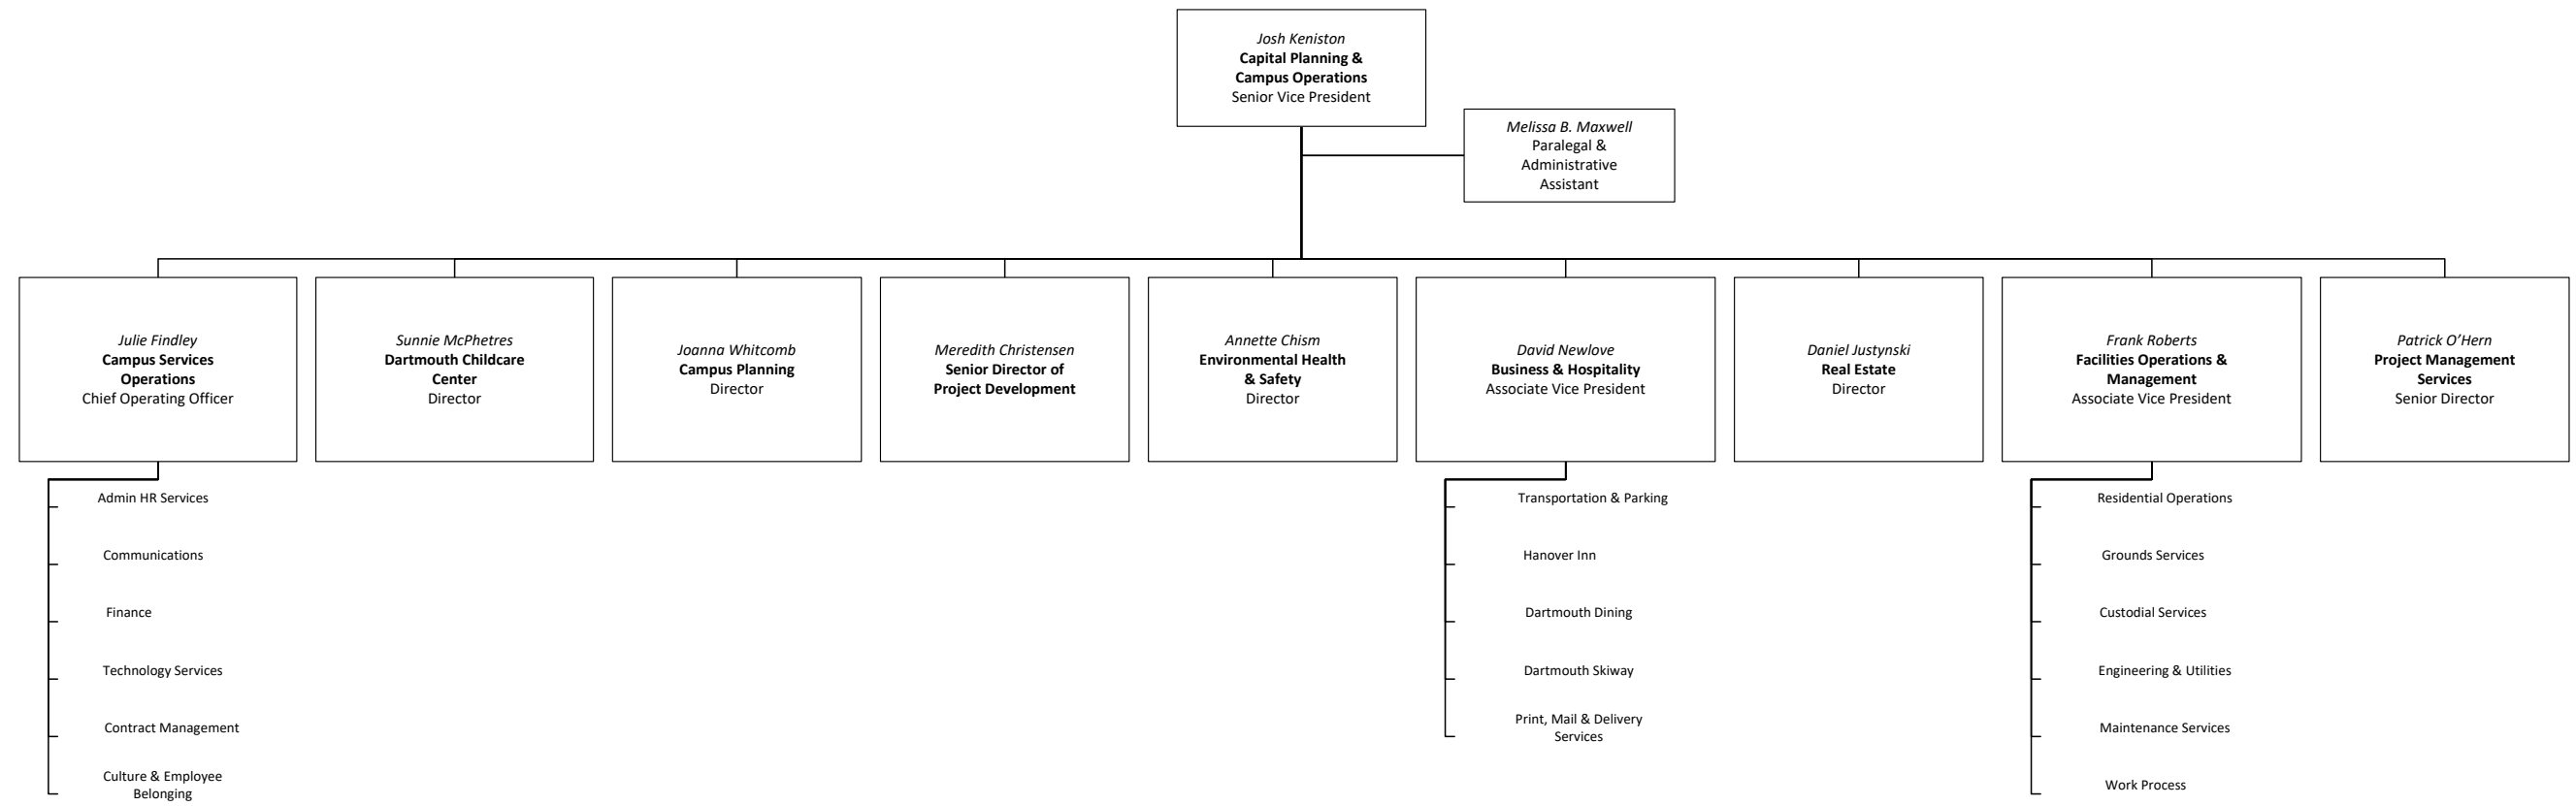 Josh Keniston
Capital Planning &
Campus Operations
Senior Vice President
Melissa B. Maxwell
Paralegal &
Administrative
Assistant
Julie Findley
Campus Services
Operations
Chief Operating Officer
Sunnie McPhetres
Dartmouth Childcare
Center
Director
Joanna Whitcomb
Campus Planning
Director
Meredith Christensen
Senior Director of
Project Development
Annette Chism
Environmental Health
& Safety
Director
David Newlove
Business & Hospitality
Associate Vice President
Daniel Justynski
Real Estate
Director
Frank Roberts
Facilities Operations &
Management
Associate Vice President
Patrick O’Hern
Project Management
Services
Senior Director
Admin HR Services
Communications
Finance
Technology Services
Contract Management
Culture & Employee
Belonging
Transportation & Parking
Hanover Inn
Dartmouth Dining
Dartmouth Skiway
Print, Mail & Delivery
Services
Residential Operations
Grounds Services
Custodial Services
Engineering & Utilities
Maintenance Services
Work Process